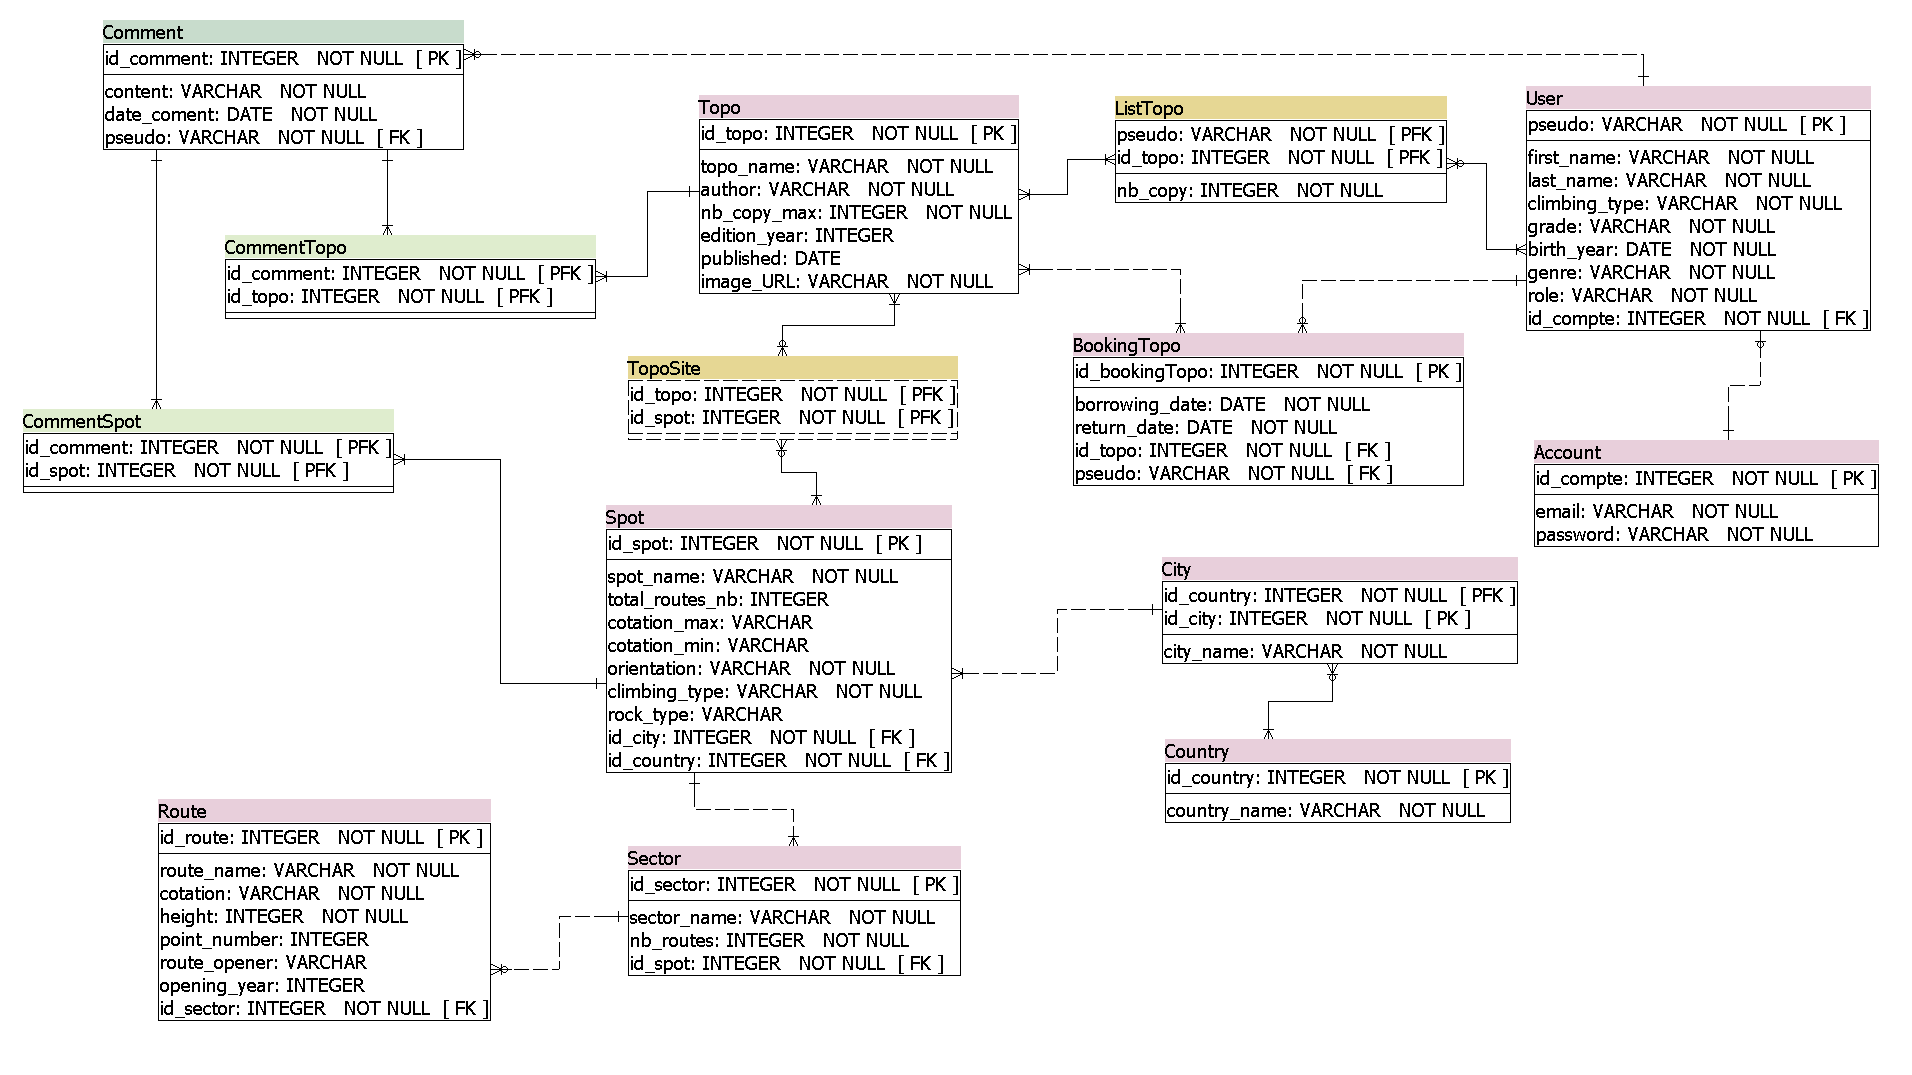 Comment
id_comment: INTEGER NOT NULL [ PK ]
content: VARCHAR NOT NULL
date_coment: DATE NOT NULL
pseudo: VARCHAR NOT NULL [ FK ]
Topo
id_topo: INTEGER NOT NULL [ PK ]
topo_name: VARCHAR NOT NULL
author: VARCHAR NOT NULL
nb_copy_max: INTEGER NOT NULL
edition_year: INTEGER
published: DATE
image_URL: VARCHAR NOT NULL
ListTopo
pseudo: VARCHAR NOT NULL [ PFK ]
id_topo: INTEGER NOT NULL [ PFK ]
nb_copy: INTEGER NOT NULL
User
pseudo: VARCHAR NOT NULL [ PK ]
first_name: VARCHAR NOT NULL
last_name: VARCHAR NOT NULL
climbing_type: VARCHAR NOT NULL
grade: VARCHAR NOT NULL
birth_year: DATE NOT NULL
genre: VARCHAR NOT NULL
role: VARCHAR NOT NULL
id_compte: INTEGER NOT NULL [ FK ]
CommentTopo
id_comment: INTEGER NOT NULL [ PFK ]
id_topo: INTEGER NOT NULL [ PFK ]
TopoSite
id_topo: INTEGER NOT NULL [ PFK ]
id_spot: INTEGER NOT NULL [ PFK ]
BookingTopo
id_bookingTopo: INTEGER NOT NULL [ PK ]
borrowing_date: DATE NOT NULL
return_date: DATE NOT NULL
id_topo: INTEGER NOT NULL [ FK ]
pseudo: VARCHAR NOT NULL [ FK ]
CommentSpot
id_comment: INTEGER NOT NULL [ PFK ]
id_spot: INTEGER NOT NULL [ PFK ]
Account
id_compte: INTEGER NOT NULL [ PK ]
email: VARCHAR NOT NULL
password: VARCHAR NOT NULL
Spot
id_spot: INTEGER NOT NULL [ PK ]
spot_name: VARCHAR NOT NULL
total_routes_nb: INTEGER
cotation_max: VARCHAR
cotation_min: VARCHAR
orientation: VARCHAR NOT NULL
climbing_type: VARCHAR NOT NULL
rock_type: VARCHAR
id_city: INTEGER NOT NULL [ FK ]
id_country: INTEGER NOT NULL [ FK ]
City
id_country: INTEGER NOT NULL [ PFK ]
id_city: INTEGER NOT NULL [ PK ]
city_name: VARCHAR NOT NULL
Country
id_country: INTEGER NOT NULL [ PK ]
country_name: VARCHAR NOT NULL
Route
id_route: INTEGER NOT NULL [ PK ]
route_name: VARCHAR NOT NULL
cotation: VARCHAR NOT NULL
height: INTEGER NOT NULL
point_number: INTEGER
route_opener: VARCHAR
opening_year: INTEGER
id_sector: INTEGER NOT NULL [ FK ]
Sector
id_sector: INTEGER NOT NULL [ PK ]
sector_name: VARCHAR NOT NULL
nb_routes: INTEGER NOT NULL
id_spot: INTEGER NOT NULL [ FK ]